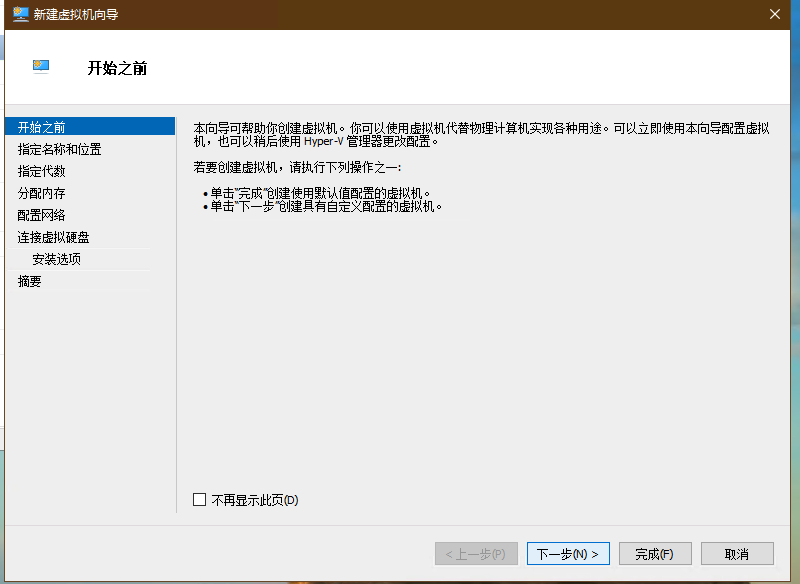 新建虚拟机向导
开始之前
开始之前
指定名称和位置
指定代数
分配内存
配置网络
连接虚拟硬盘
安装选项
摘要
本向导可帮助你创建虚拟机。你可以使用虚拟机代替物理计算机实现各种用途。可以立即使用本向导配置虚拟
机，也可以稍后使用 Hyper-V 管理器更改配置。
若要创建虚拟机，请执行下列操作之一:
• 单击"完成"创建使用默认值配置的虚拟机。
• 单击"下一步"创建具有自定义配置的虚拟机。
不再显示此页(D)
< 上一步(P)
下一步(N) >
完成(F)
取消